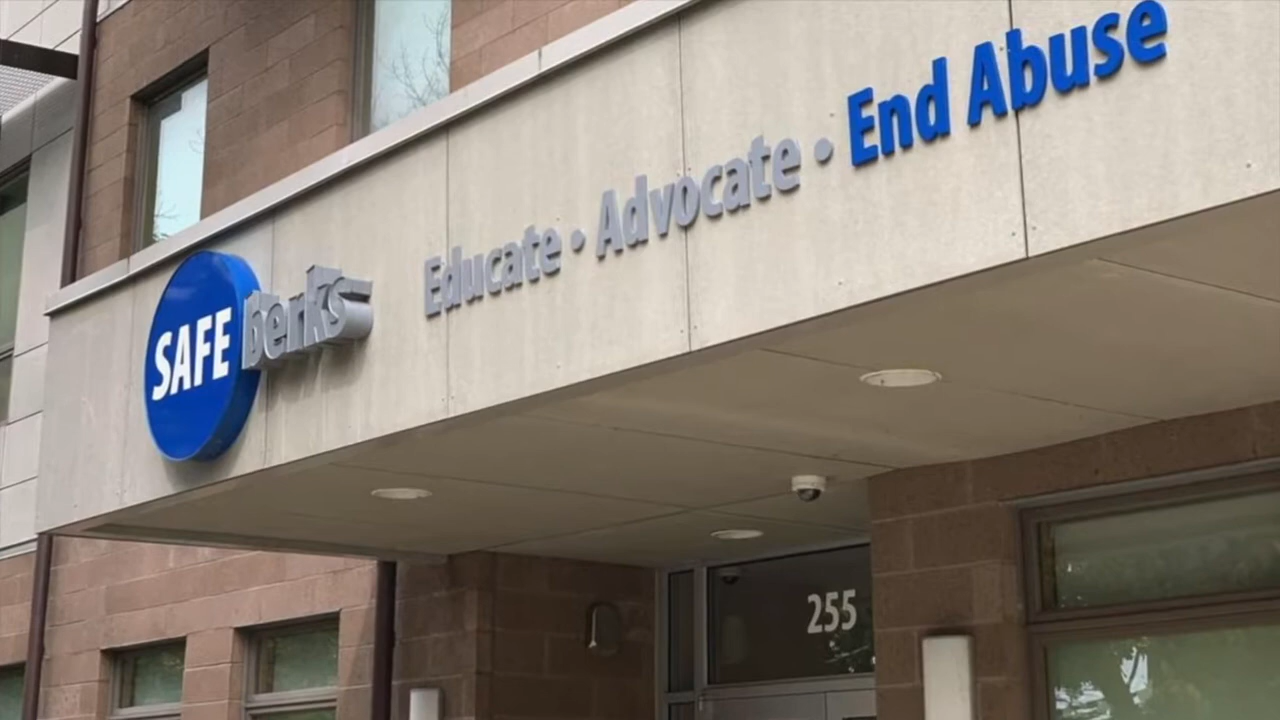 SAFE berks
Educate • Advocate • End Abuse
255